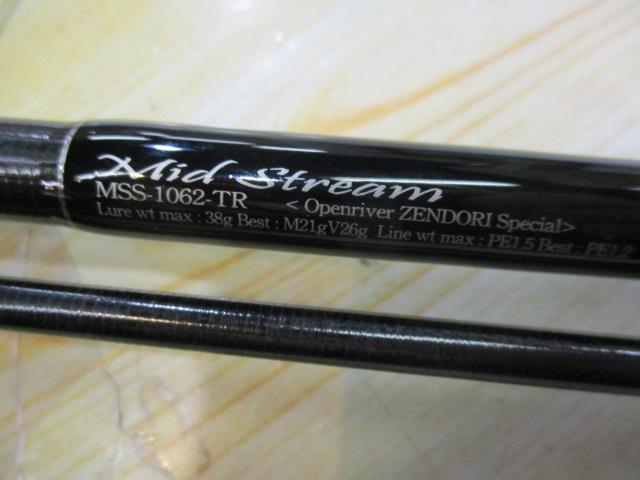 Mid Stream
MSS-1062-TR < Openriver ZENDORI Special>
Lure wt max : 38g Best : M21gV26g Line wt max : PE1.5 Best : PE1.2